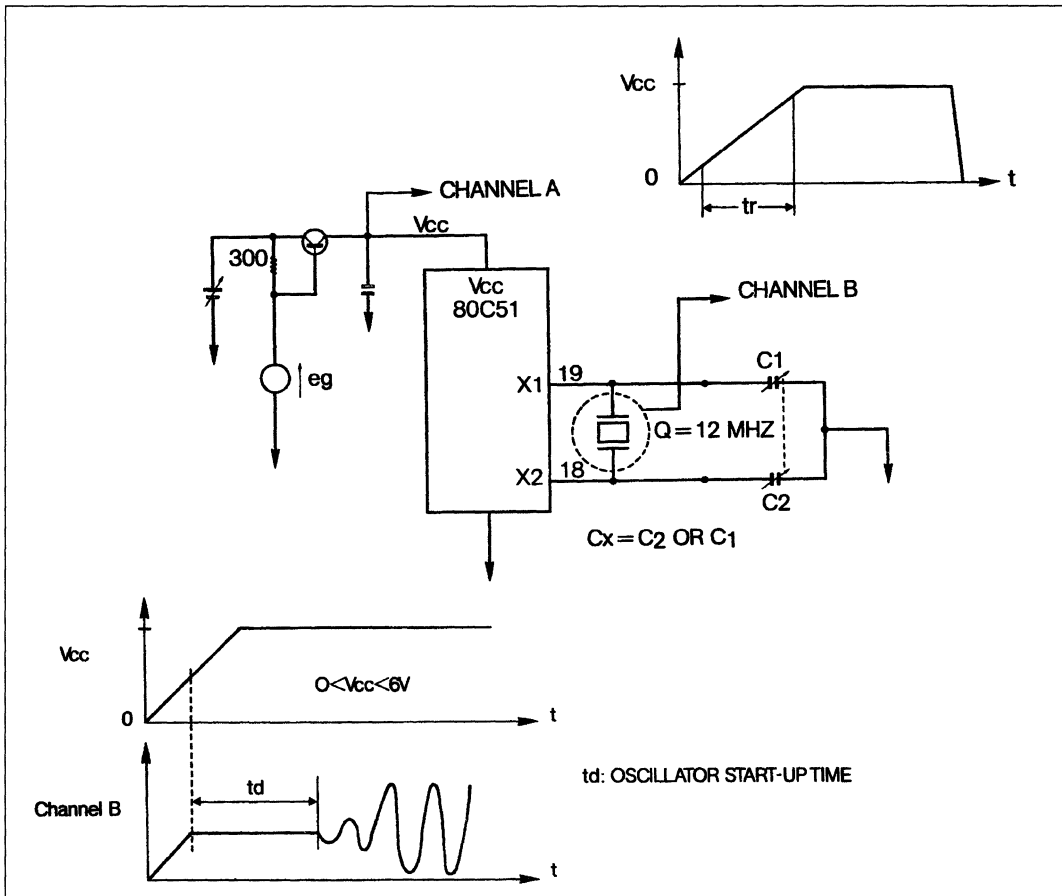 Vcc
0
t
tr
CHANNEL A
Vcc
300
Vcc
80C51
CHANNEL B
eg
X1
19
C1
Q = 12 MHZ
X2
18
C2
Cx = C2 OR C1
Vcc
O<Vcc<6V
0
t
td
td: OSCILLATOR START-UP TIME
Channel B
t